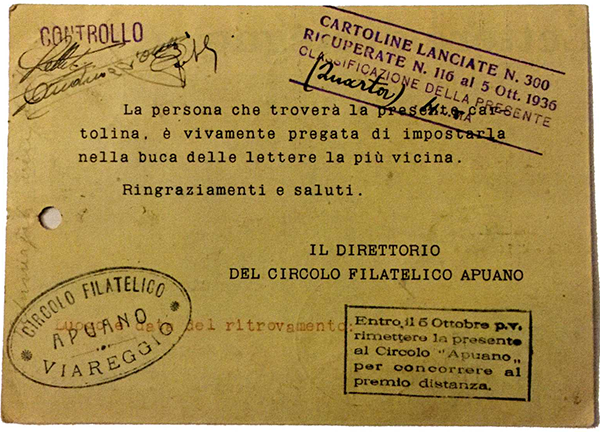 CONTROLLO
CARTOLINE LANCIATE N. 300
RICUPERATE N. 116 al 5 Ott. 1936
CLASSIFICAZIONE DELLA PRESENTE
(Quarta)
La persona che troverà la presente car
tolina, è vivamente pregata di impostarla
nella buca delle lettere la più vicina.
Ringraziamenti e saluti.
IL DIRETTORIO
DEL CIRCOLO FILATELICO APUANO
CIRCOLO FILATELICO
APUANO
VIAREGGIO
Luogo e data del ritrovamento:
Entro il 5 Ottobre p.v.
rimettere la presente
al Circolo "Apuano"
per concorrere al
premio distanza.